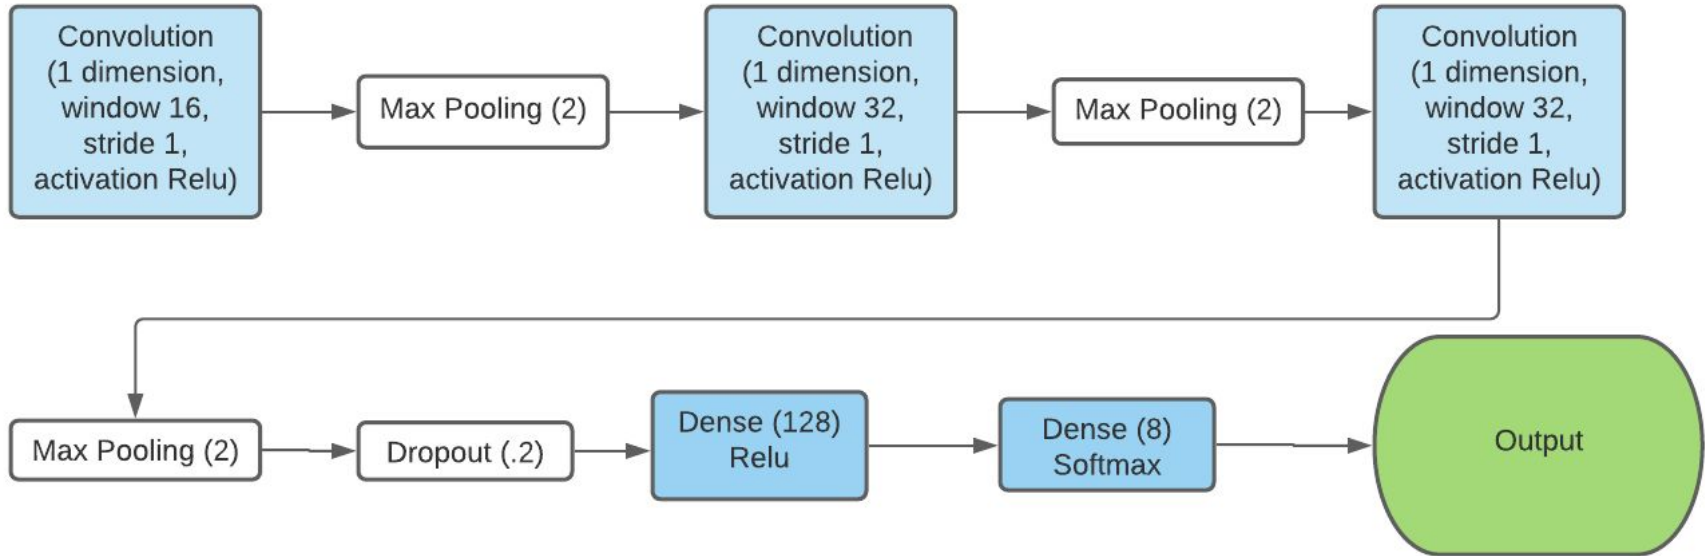 Convolution
(1 dimension,
window 16,
stride 1,
activation Relu)
Max Pooling (2)
Convolution
(1 dimension,
window 32,
stride 1,
activation Relu)
Max Pooling (2)
Convolution
(1 dimension,
window 32,
stride 1,
activation Relu)
Max Pooling (2)
Dropout (.2)
Dense (128)
Relu
Dense (8)
Softmax
Output